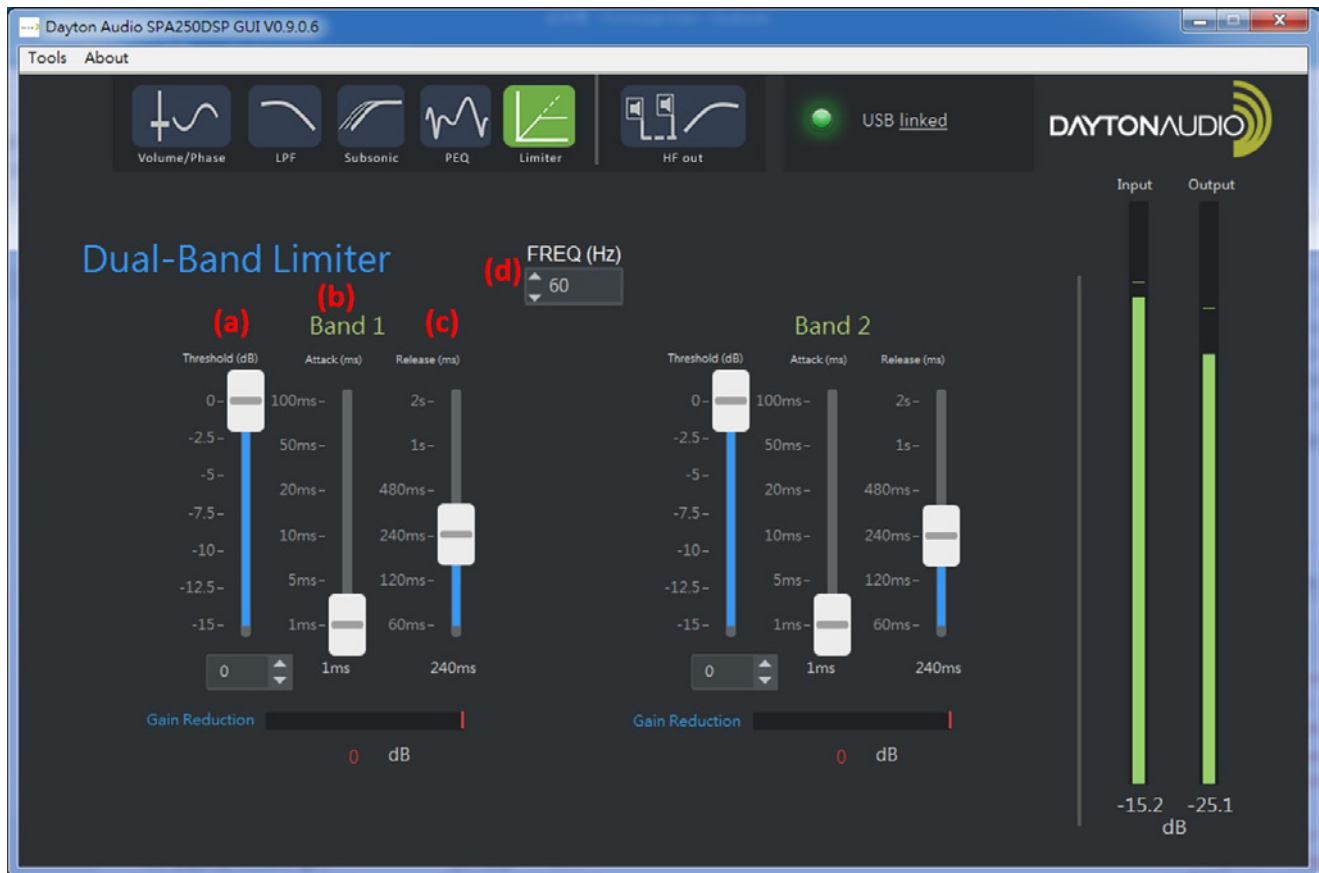 Dayton Audio SPA250DSP GUI V0.9.0.6
Tools About
Volume/Phase LPF Subsonic PEQ Limiter HF out
USB linked
DAYTON AUDIO
Input Output
Dual-Band Limiter
FREQ (Hz)
(d) 60
(a) (b) (c)
Band 1
Threshold (dB) Attack (ms) Release (ms)
0- 100ms- 2s-
-2.5- 50ms- 1s-
-5- 20ms- 480ms-
-7.5- 10ms- 240ms-
-10- 5ms- 120ms-
-12.5- 1ms- 60ms-
-15-
0 1ms 240ms
Gain Reduction
0 dB
Band 2
Threshold (dB) Attack (ms) Release (ms)
0- 100ms- 2s-
-2.5- 50ms- 1s-
-5- 20ms- 480ms-
-7.5- 10ms- 240ms-
-10- 5ms- 120ms-
-12.5- 1ms- 60ms-
-15-
0 1ms 240ms
Gain Reduction
0 dB
-15.2 -25.1
dB